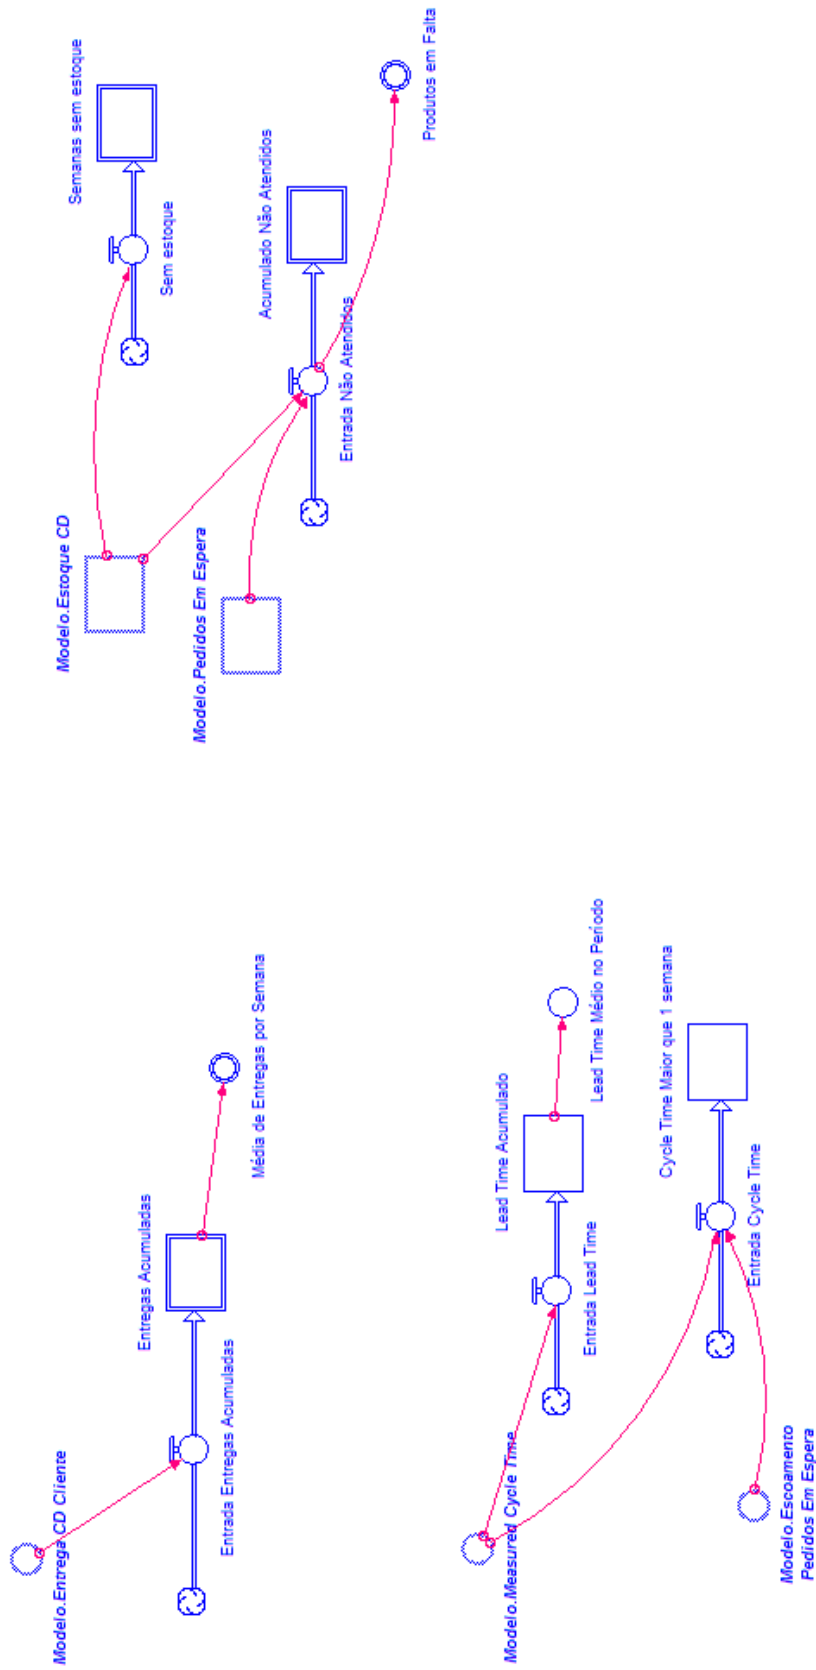 Modelo.Entrega CD Cliente
Entrada Entregas Acumuladas
Entregas Acumuladas
Média de Entregas por Semana
Modelo.Estoque CD
Sem estoque
Semanas sem estoque
Modelo.Pedidos Em Espera
Entrada Não Atendidos
Acumulado Não Atendidos
Produtos em Falta
Modelo.Measured Cycle Time
Entrada Lead Time
Lead Time Acumulado
Lead Time Médio no Período
Modelo.Escoamento
Pedidos Em Espera
Entrada Cycle Time
Cycle Time Maior que 1 semana